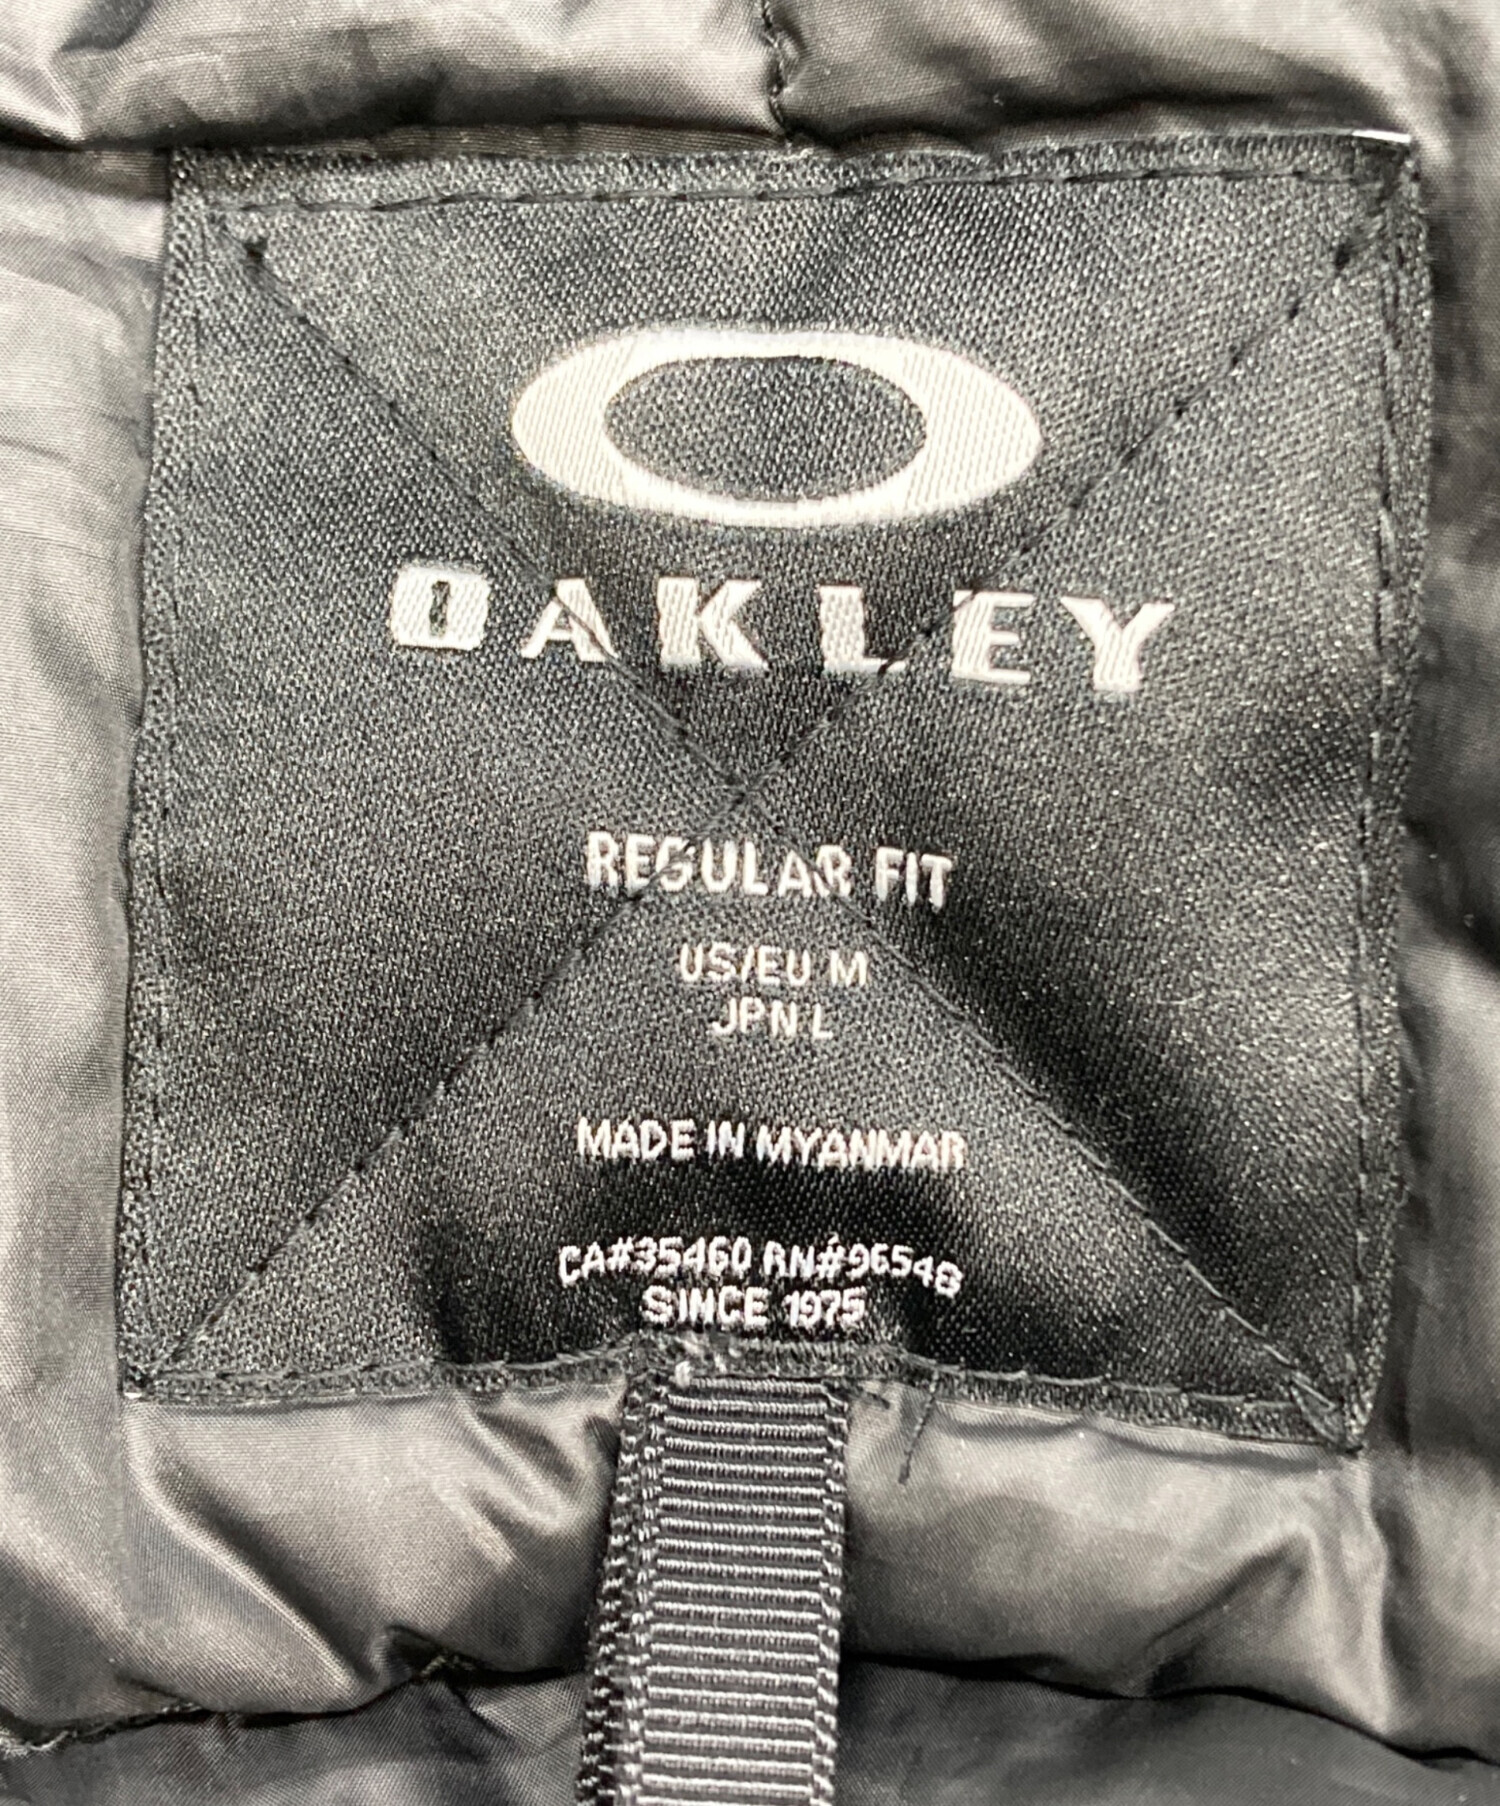 OAKLEY
REGULAR FIT
US/EU M
JPN L
MADE IN MYANMAR
CA#35460 RN#96548
SINCE 1975